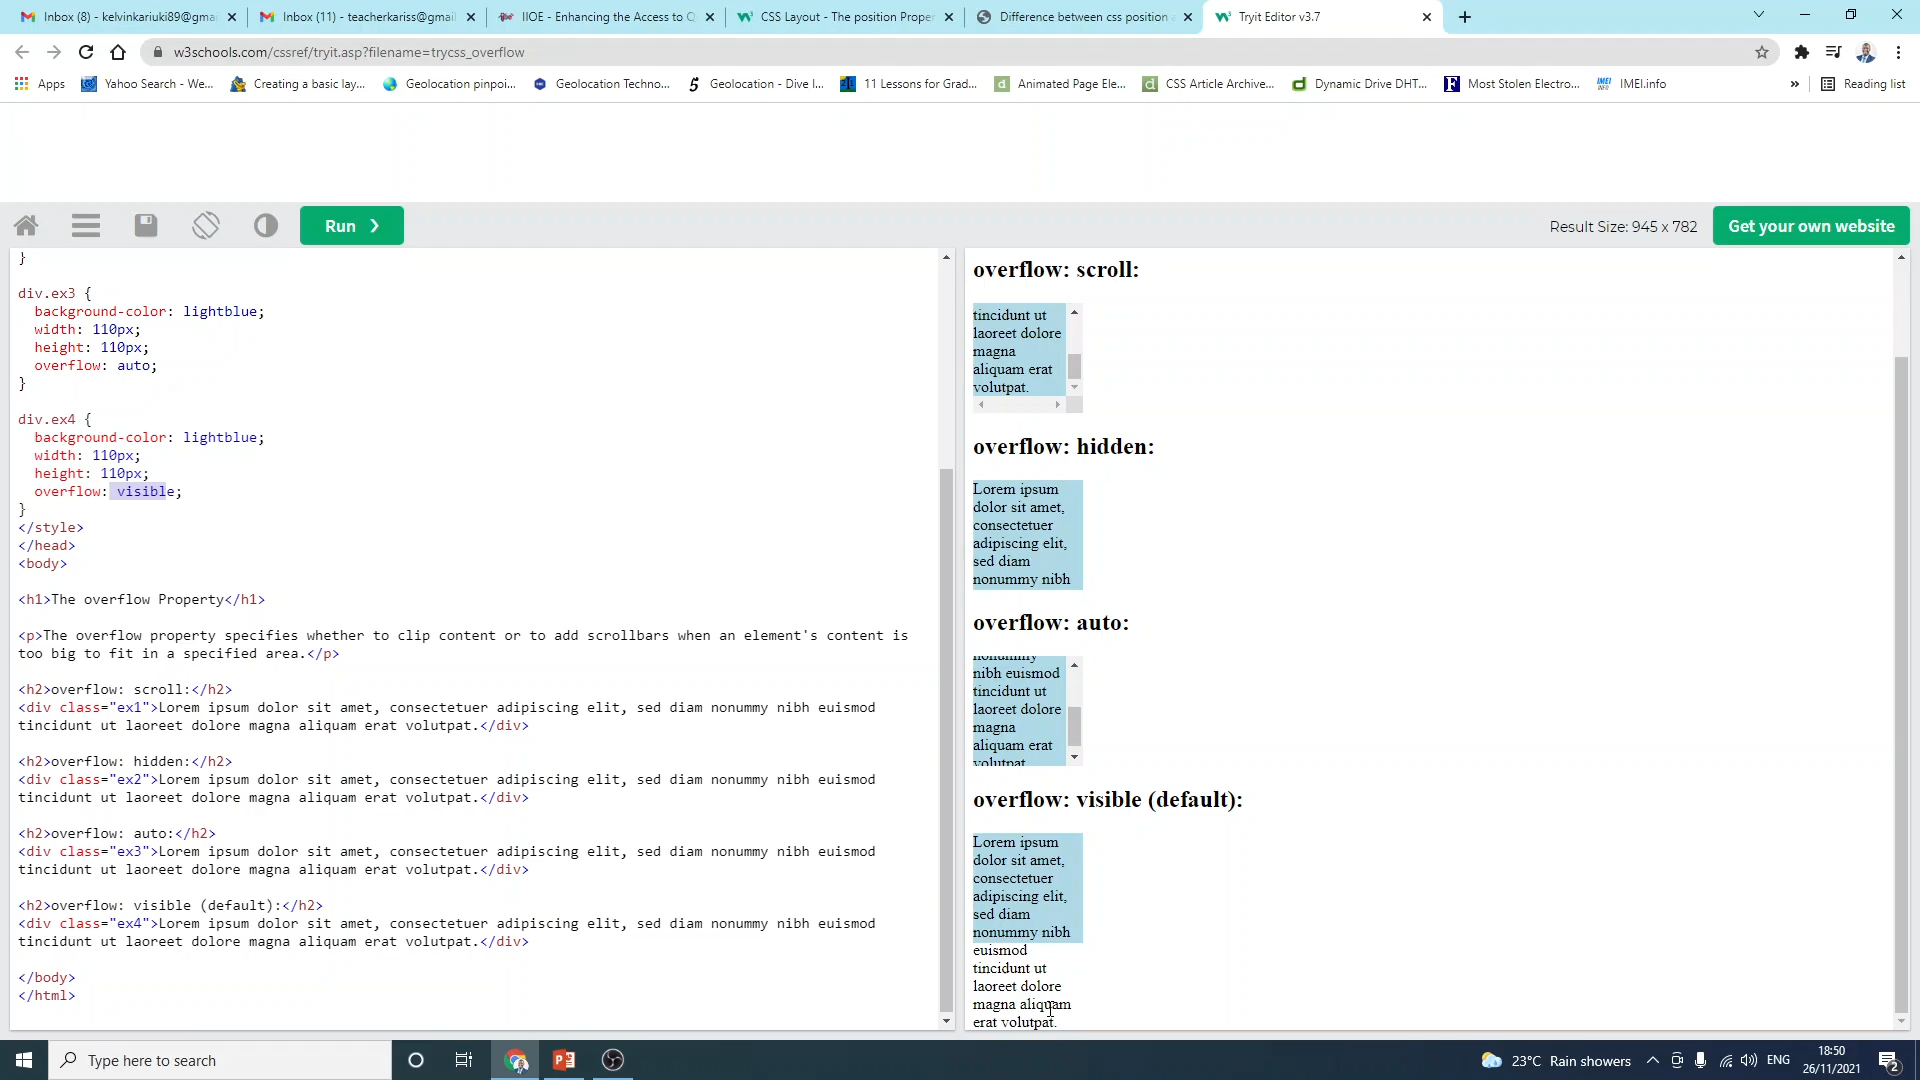 Inbox (8) - kelvinkariuki89@gma
Inbox (11) - teacherkariss@gmail
IIOE - Enhancing the Access to Q
CSS Layout - The position Proper
Difference between css position a
Tryit Editor v3.7
w3schools.com/cssref/tryit.asp?filename=trycss_overflow
Apps
Yahoo Search - We...
Creating a basic lay...
Geolocation pinpoi...
Geolocation Techno...
Geolocation - Dive I...
11 Lessons for Grad...
Animated Page Ele...
CSS Article Archive...
Dynamic Drive DHT...
Most Stolen Electro...
IMEI.info
»
Reading list
Run ❯
Result Size: 945 x 782
Get your own website
}
div.ex3 {
background-color: lightblue;
width: 110px;
height: 110px;
overflow: auto;
}
div.ex4 {
background-color: lightblue;
width: 110px;
height: 110px;
overflow: visible;
}
</style>
</head>
<body>
<h1>The overflow Property</h1>
<p>The overflow property specifies whether to clip content or to add scrollbars when an element's content is
too big to fit in a specified area.</p>
<h2>overflow: scroll:</h2>
<div class="ex1">Lorem ipsum dolor sit amet, consectetuer adipiscing elit, sed diam nonummy nibh euismod
tincidunt ut laoreet dolore magna aliquam erat volutpat.</div>
<h2>overflow: hidden:</h2>
<div class="ex2">Lorem ipsum dolor sit amet, consectetuer adipiscing elit, sed diam nonummy nibh euismod
tincidunt ut laoreet dolore magna aliquam erat volutpat.</div>
<h2>overflow: auto:</h2>
<div class="ex3">Lorem ipsum dolor sit amet, consectetuer adipiscing elit, sed diam nonummy nibh euismod
tincidunt ut laoreet dolore magna aliquam erat volutpat.</div>
<h2>overflow: visible (default):</h2>
<div class="ex4">Lorem ipsum dolor sit amet, consectetuer adipiscing elit, sed diam nonummy nibh euismod
tincidunt ut laoreet dolore magna aliquam erat volutpat.</div>
</body>
</html>
overflow: scroll:
tincidunt ut
laoreet dolore
magna
aliquam erat
volutpat.
overflow: hidden:
Lorem ipsum
dolor sit amet,
consectetuer
adipiscing elit,
sed diam
nonummy nibh
overflow: auto:
nonummy
nibh euismod
tincidunt ut
laoreet dolore
magna
aliquam erat
volutpat
overflow: visible (default):
Lorem ipsum
dolor sit amet,
consectetuer
adipiscing elit,
sed diam
nonummy nibh
euismod
tincidunt ut
laoreet dolore
magna aliquam
erat volutpat.
Type here to search
23°C Rain showers
ENG
18:50
26/11/2021
2